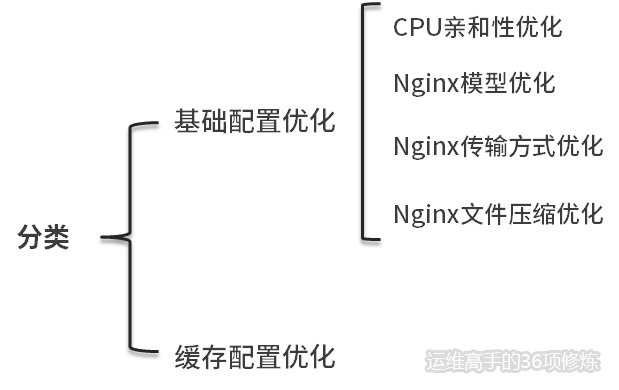 分类
基础配置优化
CPU亲和性优化
Nginx模型优化
Nginx传输方式优化
Nginx文件压缩优化
缓存配置优化
运维高手的36项修炼